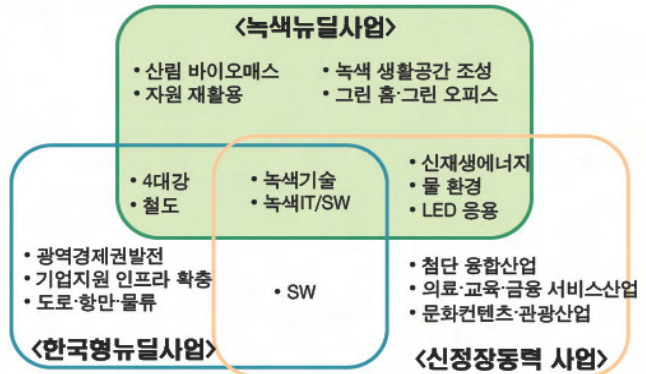 <녹색뉴딜사업>
• 산림 바이오매스
• 자원 재활용
• 녹색 생활공간 조성
• 그린 홈·그린 오피스
• 4대강
• 철도
• 녹색기술
• 녹색IT/SW
• 신재생에너지
• 물 환경
• LED 응용
• 광역경제권발전
• 기업지원 인프라 확충
• 도로·항만·물류
• SW
• 첨단 융합산업
• 의료·교육·금융 서비스산업
• 문화컨텐츠·관광산업
<한국형뉴딜사업>
<신정장동력 사업>